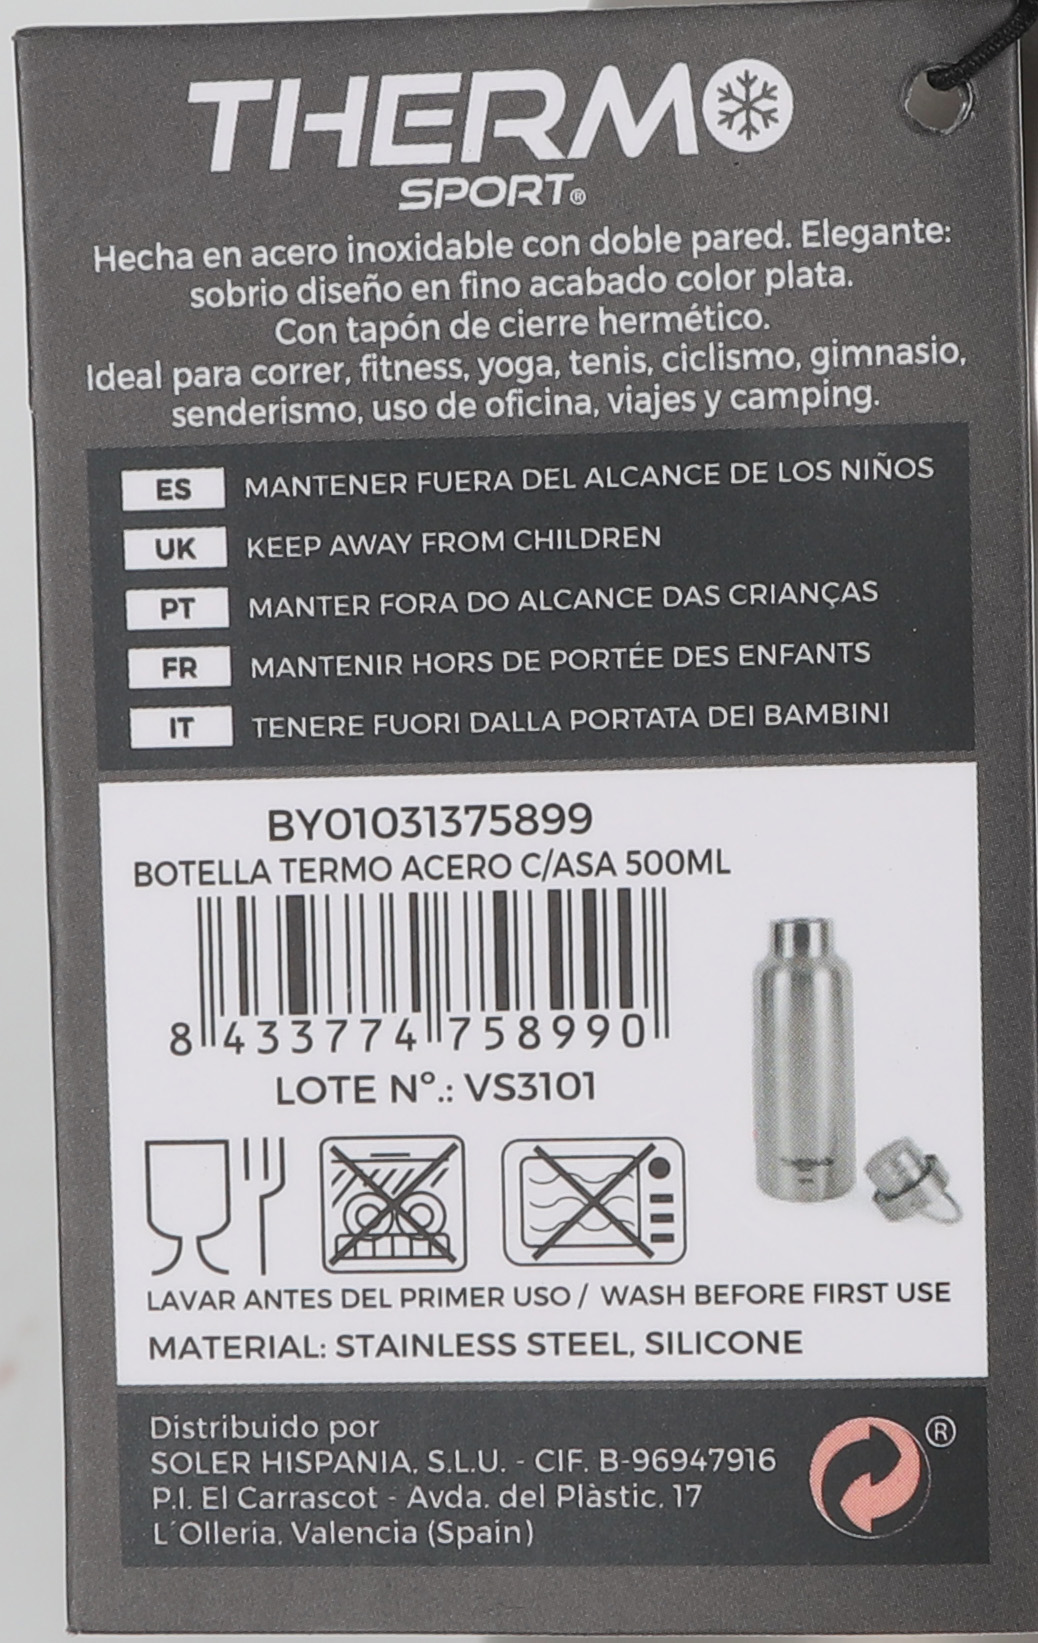 THERMO
SPORT®
Hecha en acero inoxidable con doble pared. Elegante:
sobrio diseño en fino acabado color plata.
Con tapón de cierre hermético.
Ideal para correr, fitness, yoga, tenis, ciclismo, gimnasio,
senderismo, uso de oficina, viajes y camping.
ES MANTENER FUERA DEL ALCANCE DE LOS NIÑOS
UK KEEP AWAY FROM CHILDREN
PT MANTER FORA DO ALCANCE DAS CRIANÇAS
FR MANTENIR HORS DE PORTÉE DES ENFANTS
IT TENERE FUORI DALLA PORTATA DEI BAMBINI
BY01031375899
BOTELLA TERMO ACERO C/ASA 500ML
8 433774 758990
LOTE Nº.: VS3101
LAVAR ANTES DEL PRIMER USO / WASH BEFORE FIRST USE
MATERIAL: STAINLESS STEEL, SILICONE
Distribuido por
SOLER HISPANIA, S.L.U. - CIF. B-96947916
P.I. El Carrascot - Avda. del Plàstic, 17
L´Olleria, Valencia (Spain)
®